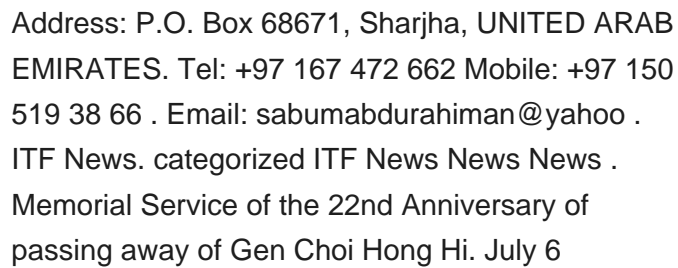 Address: P.O. Box 68671, Sharjha, UNITED ARAB
EMIRATES. Tel: +97 167 472 662 Mobile: +97 150
519 38 66 . Email: sabumabdurahiman@yahoo .
ITF News. categorized ITF News News News .
Memorial Service of the 22nd Anniversary of
passing away of Gen Choi Hong Hi. July 6